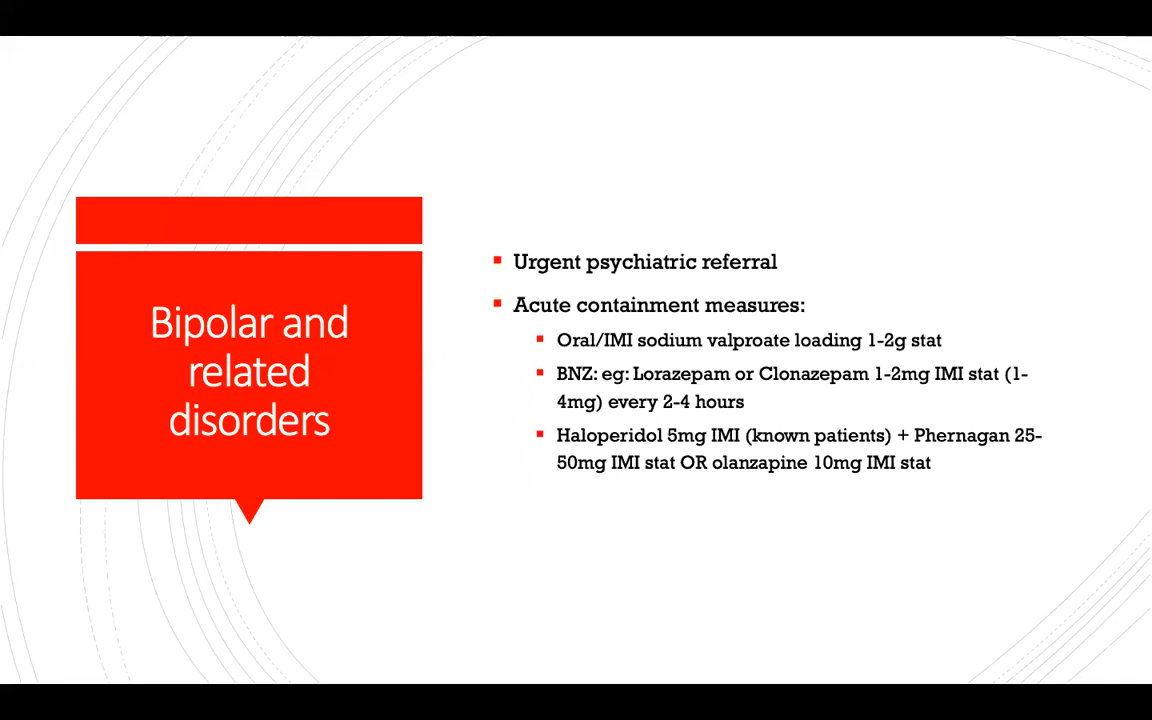 Bipolar and
related
disorders
Urgent psychiatric referral
Acute containment measures:
Oral/IMI sodium valproate loading 1-2g stat
BNZ: eg: Lorazepam or Clonazepam 1-2mg IMI stat (1-
4mg) every 2-4 hours
Haloperidol 5mg IMI (known patients) + Phernagan 25-
50mg IMI stat OR olanzapine 10mg IMI stat